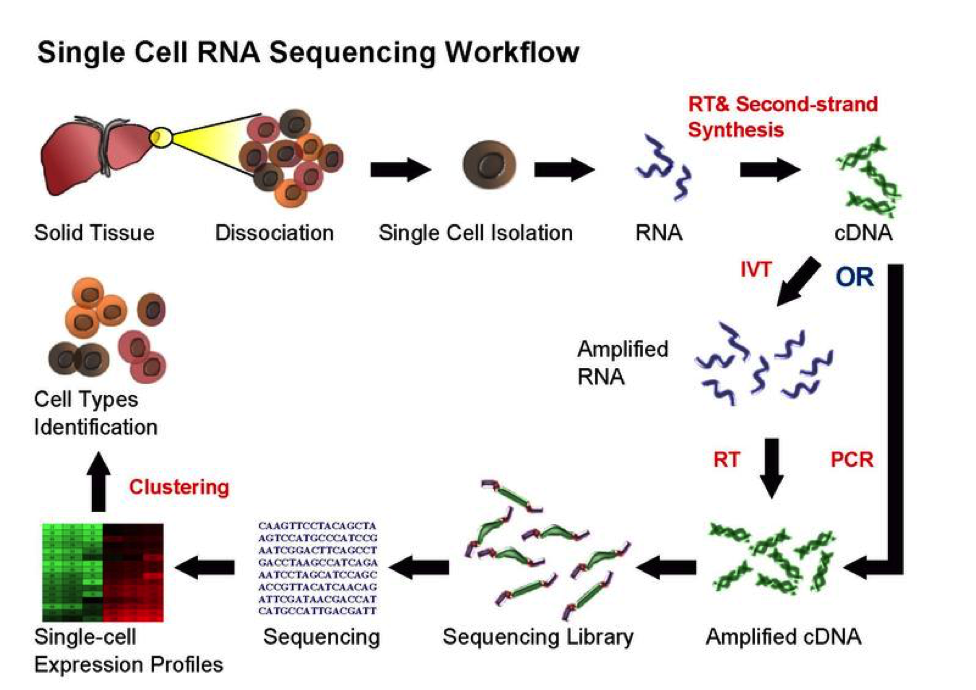 Single Cell RNA Sequencing Workflow
RT& Second-strand
Synthesis
Solid Tissue
Dissociation
Single Cell Isolation
RNA
cDNA
IVT
OR
Amplified
RNA
Cell Types
Identification
RT
PCR
Clustering
CAAGTTCCTACAGCTA
AGTCCATGCCCATCCG
AATCGGACTTCAGCCT
GACCTAAGCCATCAGA
AATCCTAGCATCCAGC
ACCGTTACATCAACAG
ATTCGATAACGACCAT
CATGCCATTGACGATT
Single-cell
Expression Profiles
Sequencing
Sequencing Library
Amplified cDNA